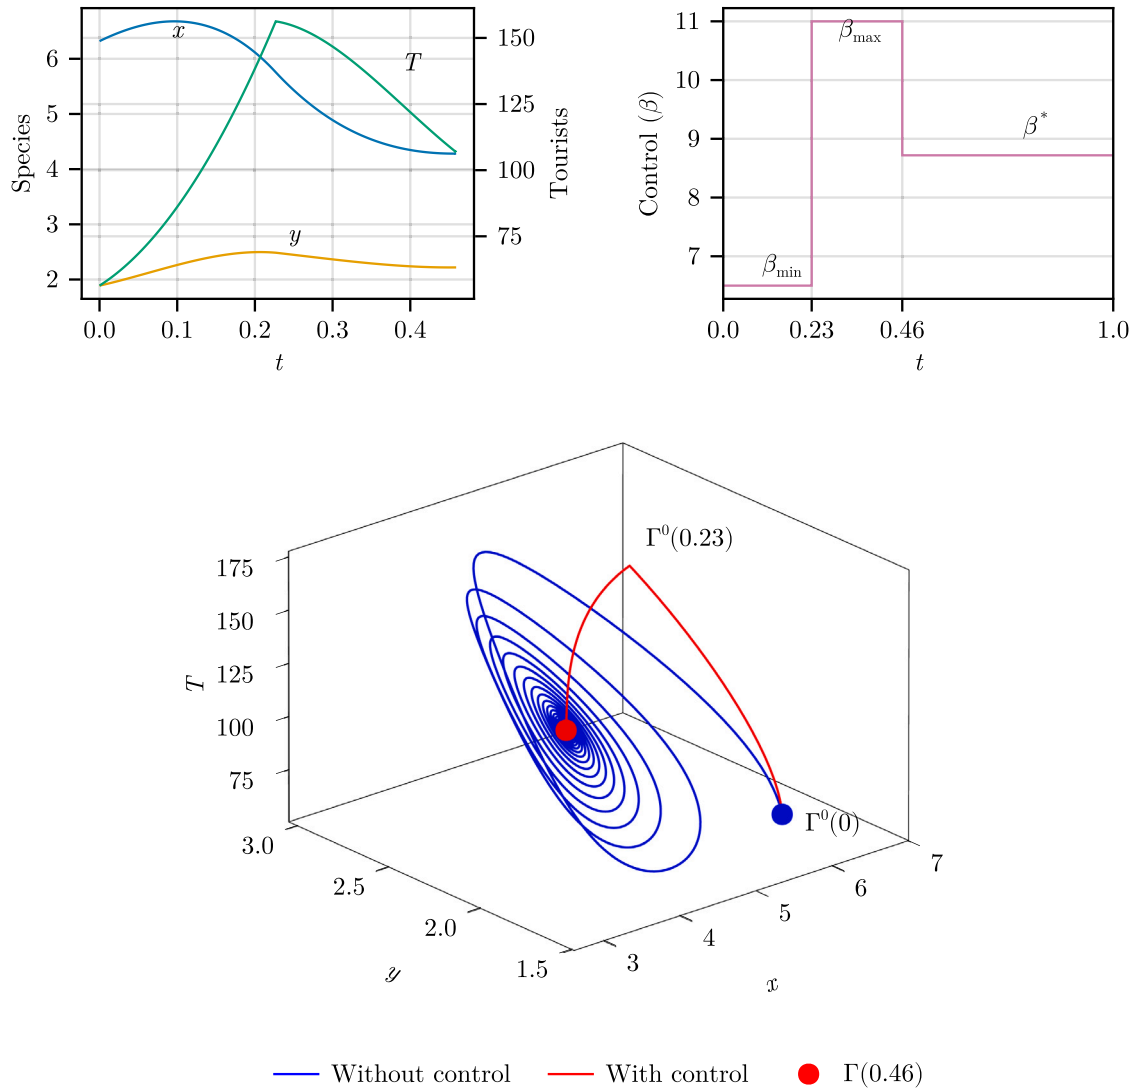 x
T
y
6
5
4
3
2
150
125
100
75
Species
Tourists
0.0 0.1 0.2 0.3 0.4
t
11
10
9
8
7
Control (β)
β_max
β*
β_min
0.0 0.23 0.46 1.0
t
Γ⁰(0.23)
175
150
125
100
75
T
Γ⁰(0)
3.0
2.5
2.0
1.5
y
3
4
5
6
7
x
Without control With control Γ(0.46)